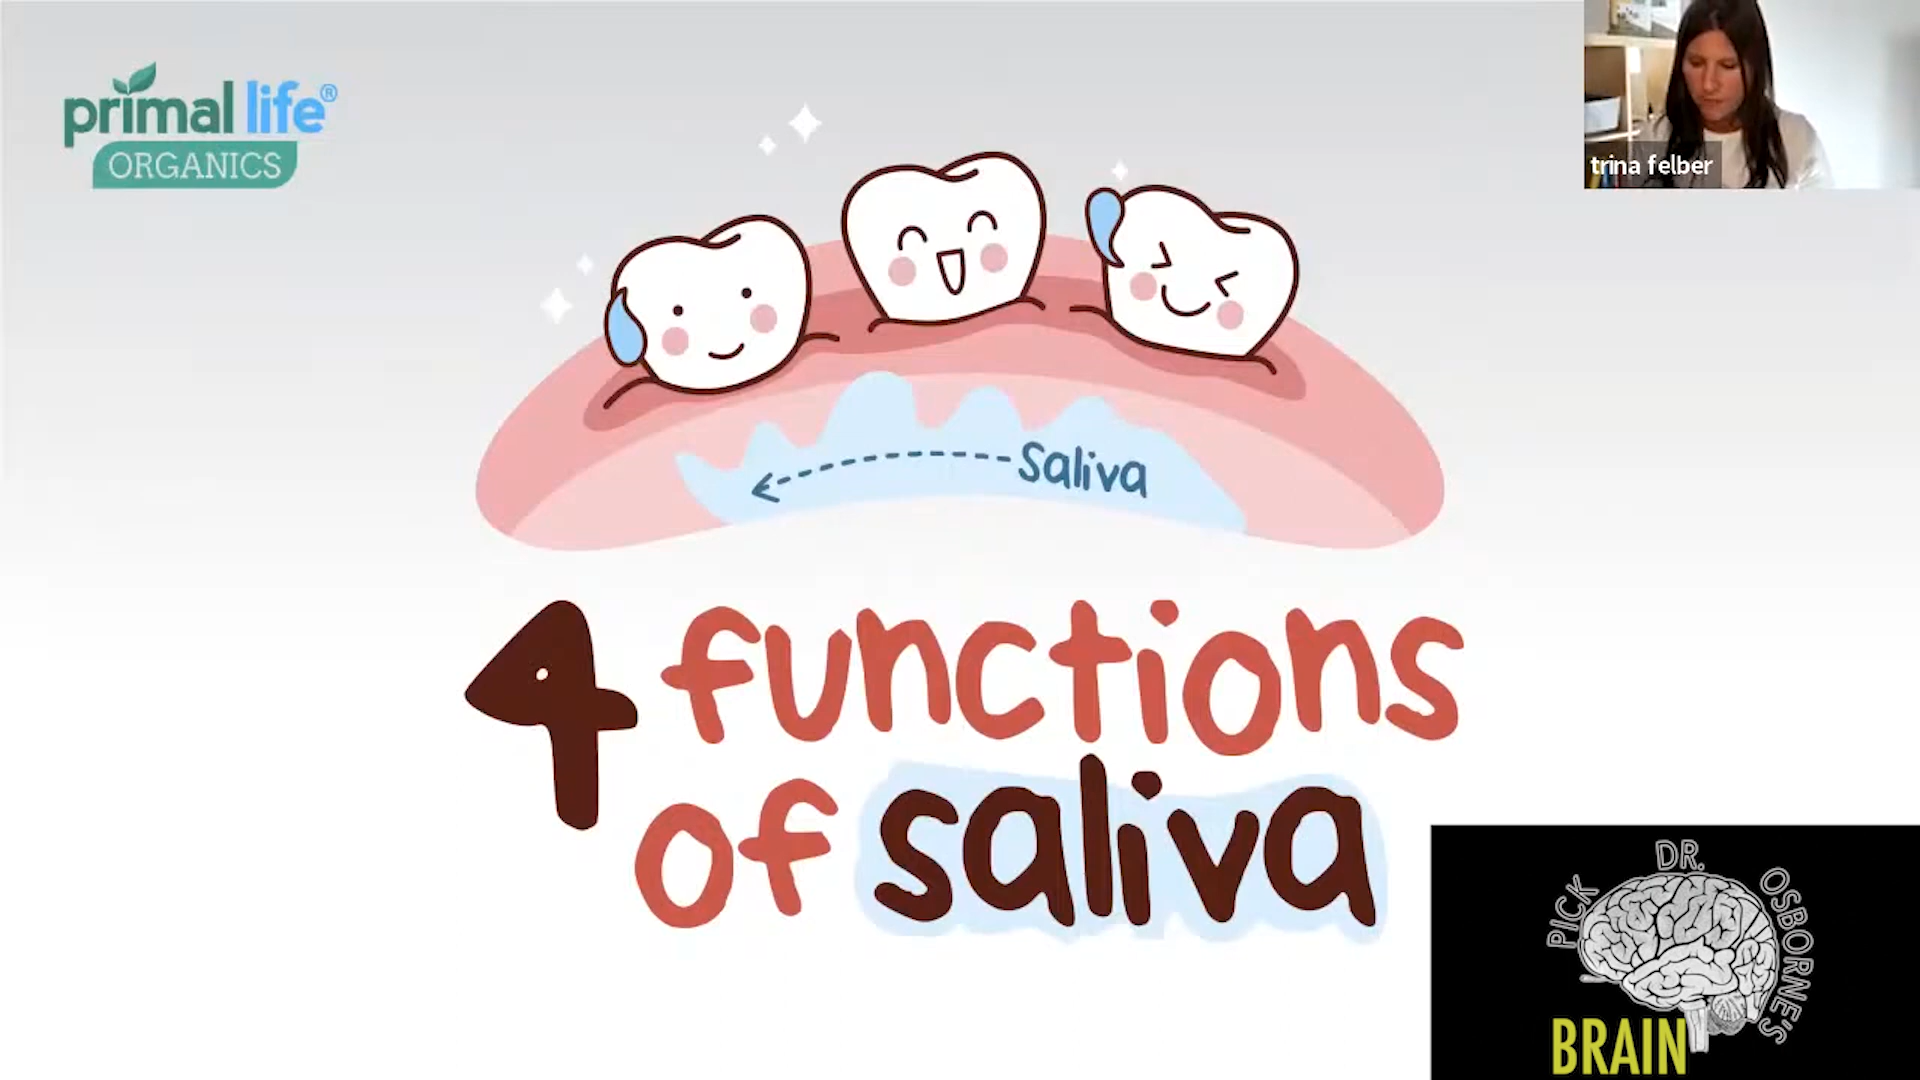 primal life®
ORGANICS
trina felber
Saliva
4 functions
of saliva
PICK DR. OSBORNE'S
BRAIN